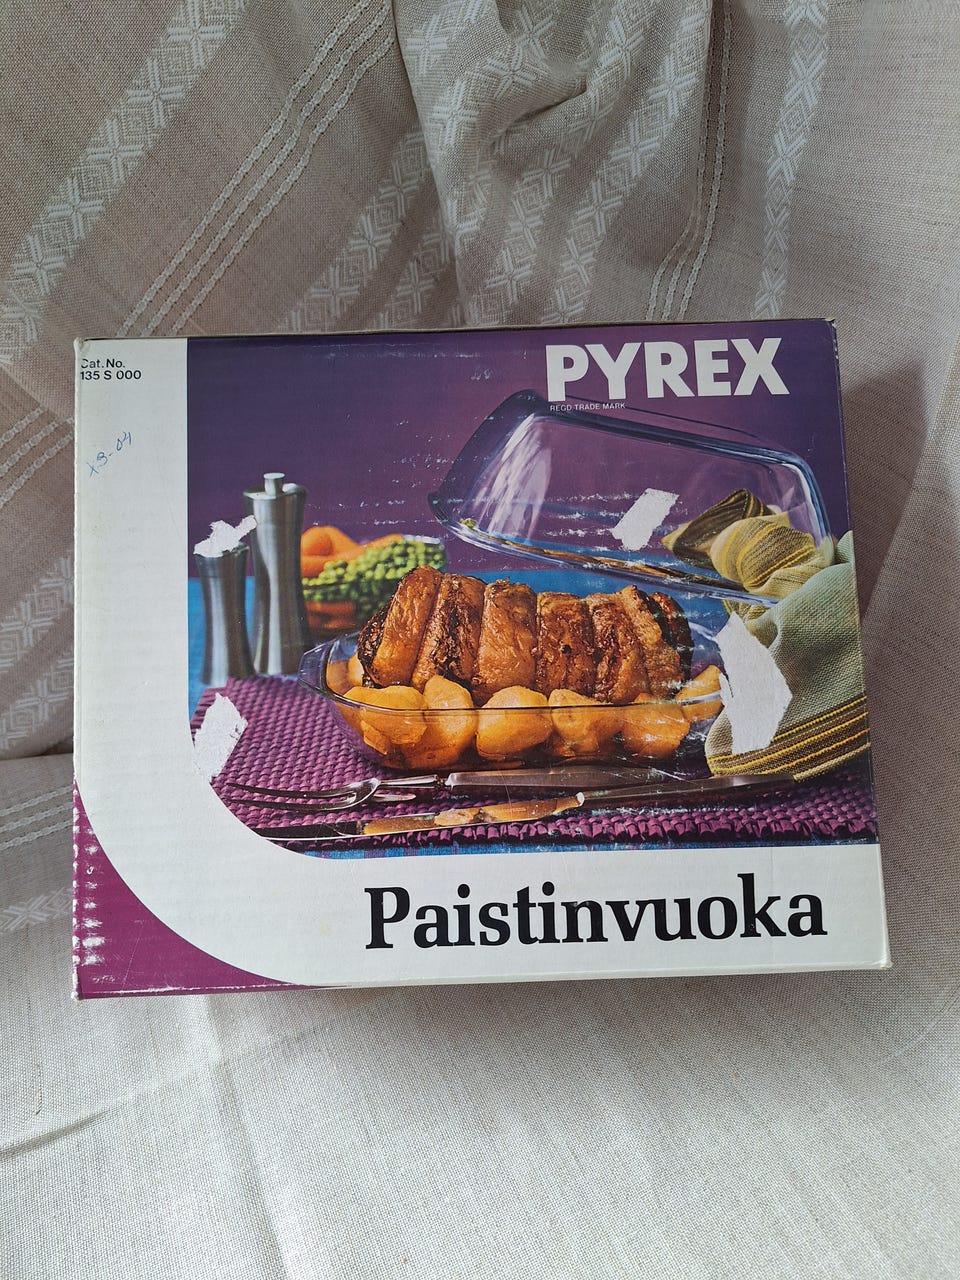 Cat. No.
135 S 000
PYREX
REGD TRADE MARK
Paistinvuoka